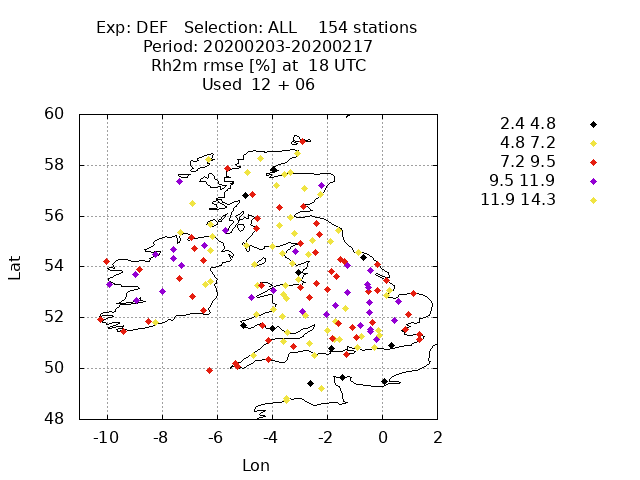 Exp: DEF   Selection: ALL    154 stations
Period: 20200203-20200217
Rh2m rmse [%] at  18 UTC
Used  12 + 06
2.4 4.8
4.8 7.2
7.2 9.5
9.5 11.9
11.9 14.3
60
58
56
54
52
50
48
Lat
-10 -8 -6 -4 -2 0 2
Lon